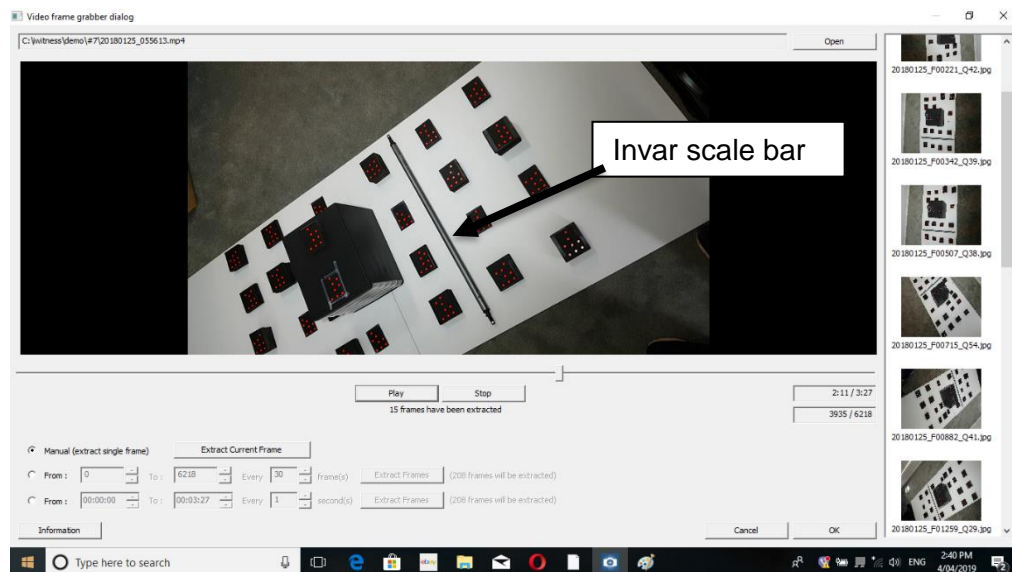 Video frame grabber dialog
C:\iwitness\demo\#7\20180125_055613.mp4
Open
Invar scale bar
20180125_F00221_Q42.jpg
20180125_F00342_Q39.jpg
20180125_F00507_Q38.jpg
20180125_F00715_Q54.jpg
20180125_F00882_Q41.jpg
20180125_F01259_Q29.jpg
Play Stop
2:11 / 3:27
15 frames have been extracted
3935 / 6218
Manual (extract single frame) Extract Current Frame
From : 0 To : 6218 Every 30 frame(s) Extract Frames (208 frames will be extracted)
From : 00:00:00 To : 00:03:27 Every 1 second(s) Extract Frames (208 frames will be extracted)
Information Cancel OK
Type here to search
ENG
2:40 PM
4/04/2019